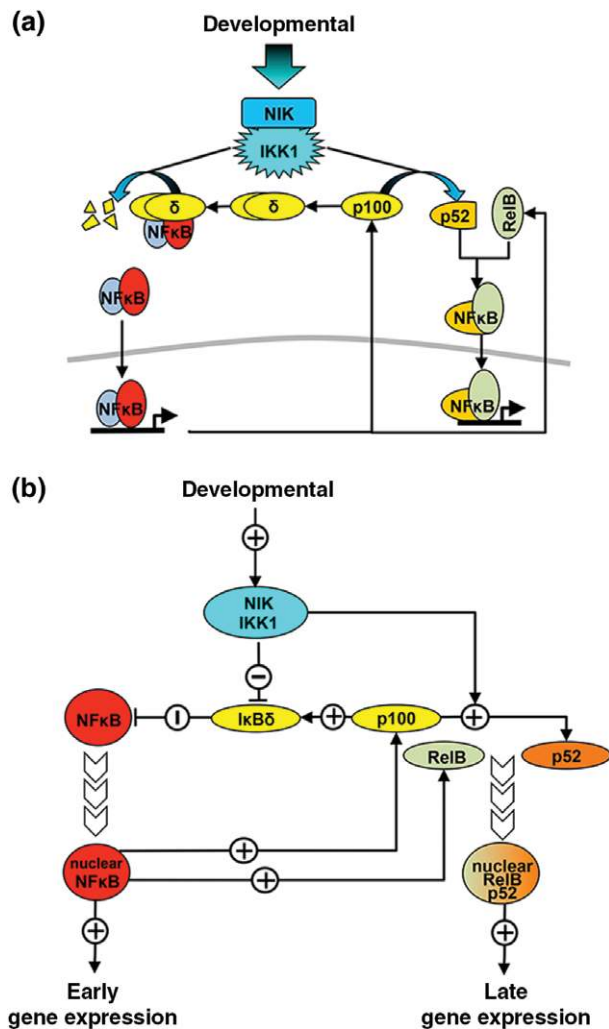 (a)
Developmental
NIK
IKK1
δ
δ
p100
p52
RelB
NFκB
NFκB
NFκB
NFκB
NFκB
(b)
Developmental
+
NIK
IKK1
−
NFκB
I
IκBδ
+
p100
+
RelB
p52
+
+
nuclear
NFκB
nuclear
RelB
p52
+
+
Early
gene expression
Late
gene expression